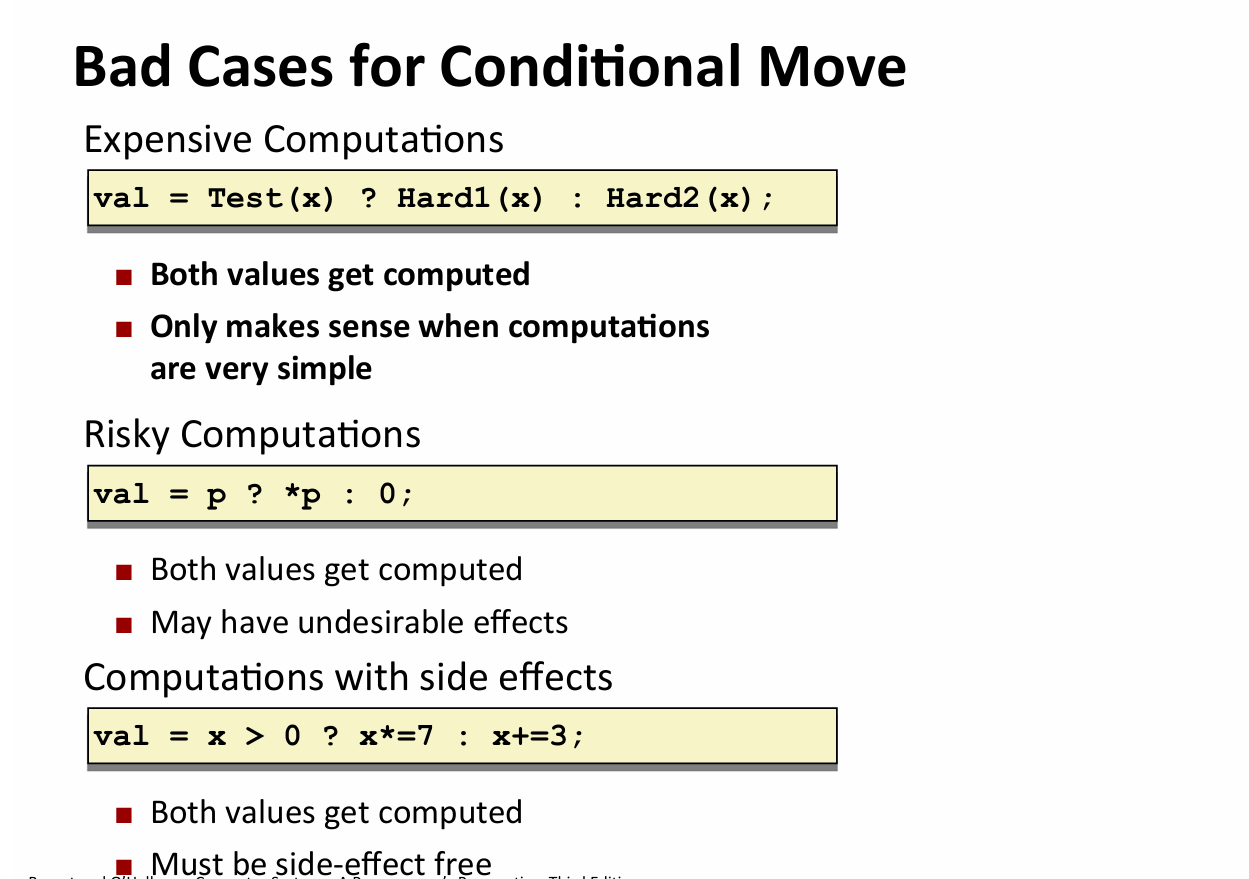 Bad Cases for Conditional Move
Expensive Computations
val = Test(x) ? Hard1(x) : Hard2(x);
Both values get computed
Only makes sense when computations
are very simple
Risky Computations
val = p ? *p : 0;
Both values get computed
May have undesirable effects
Computations with side effects
val = x > 0 ? x*=7 : x+=3;
Both values get computed
Must be side-effect free